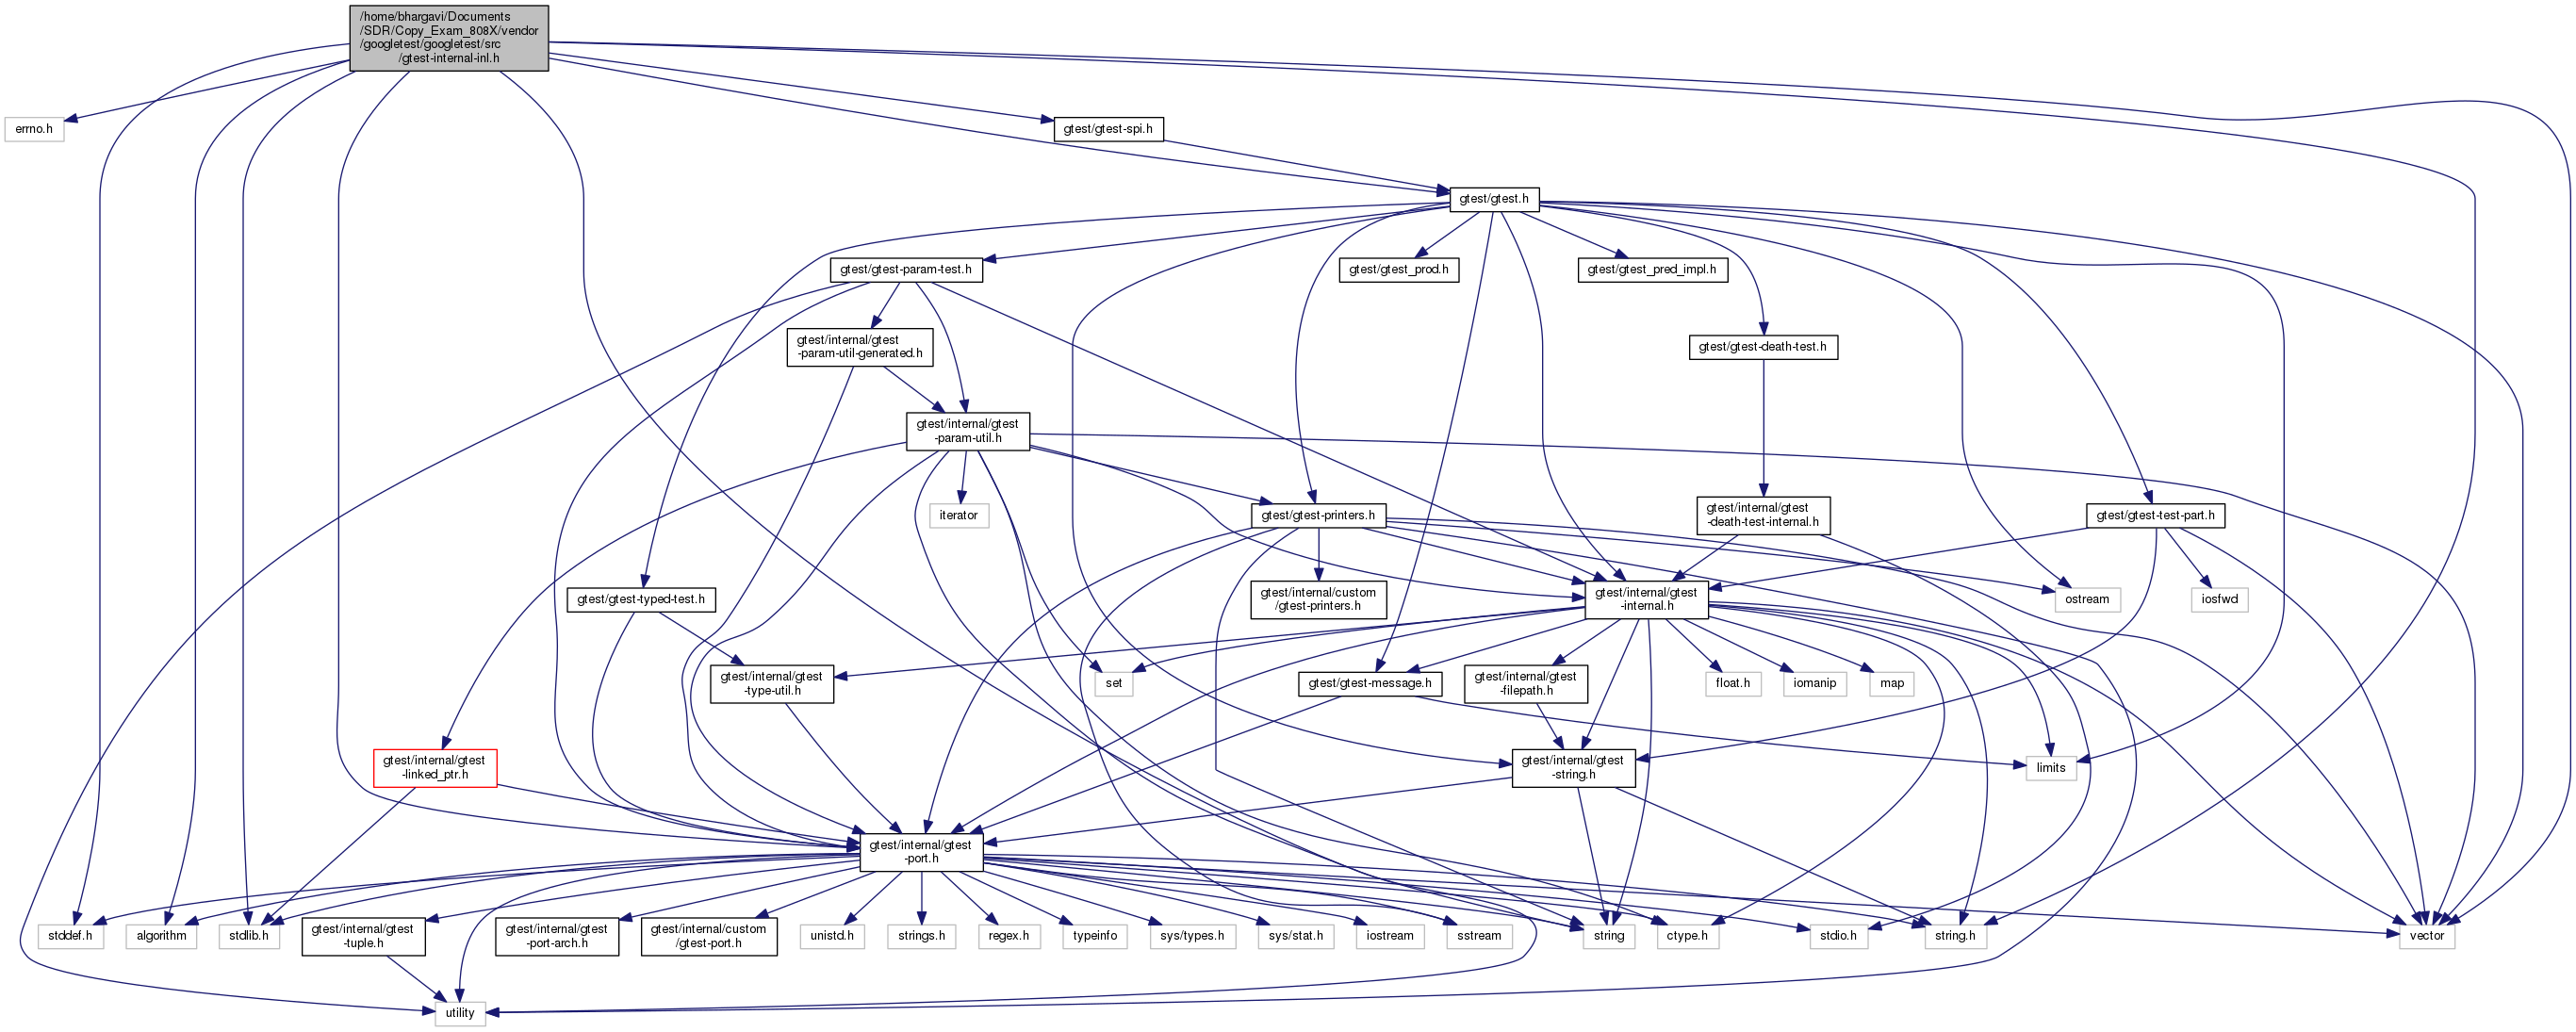 /home/bhargavi/Documents
/SDR/Copy_Exam_808X/vendor
/googletest/googletest/src
/gtest-internal-inl.h
errno.h
gtest/gtest-spi.h
gtest/gtest.h
gtest/gtest-param-test.h
gtest/gtest_prod.h
gtest/gtest_pred_impl.h
gtest/internal/gtest
-param-util-generated.h
gtest/gtest-death-test.h
gtest/internal/gtest
-param-util.h
iterator
gtest/gtest-printers.h
gtest/internal/gtest
-death-test-internal.h
gtest/gtest-test-part.h
gtest/gtest-typed-test.h
gtest/internal/custom
/gtest-printers.h
gtest/internal/gtest
-internal.h
ostream
iosfwd
gtest/internal/gtest
-type-util.h
set
gtest/gtest-message.h
gtest/internal/gtest
-filepath.h
float.h
iomanip
map
gtest/internal/gtest
-linked_ptr.h
gtest/internal/gtest
-string.h
limits
gtest/internal/gtest
-port.h
stddef.h
algorithm
stdlib.h
gtest/internal/gtest
-tuple.h
gtest/internal/gtest
-port-arch.h
gtest/internal/custom
/gtest-port.h
unistd.h
strings.h
regex.h
typeinfo
sys/types.h
sys/stat.h
iostream
sstream
string
ctype.h
stdio.h
string.h
vector
utility